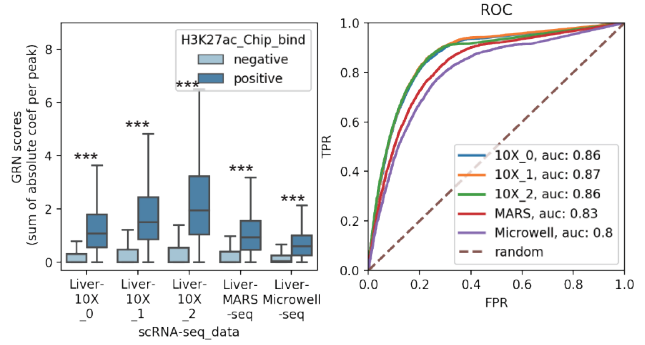 ROC
H3K27ac_Chip_bind
negative
positive
***
***
***
***
***
GRN scores
(sum of absolute coef per peak)
8
6
4
2
0
Liver-
10X
_0
Liver-
10X
_1
Liver-
10X
_2
Liver-
MARS
-seq
Liver-
Microwell
-seq
scRNA-seq_data
TPR
1.0
0.8
0.6
0.4
0.2
0.0
10X_0, auc: 0.86
10X_1, auc: 0.87
10X_2, auc: 0.86
MARS, auc: 0.83
Microwell, auc: 0.8
random
0.0 0.2 0.4 0.6 0.8 1.0
FPR